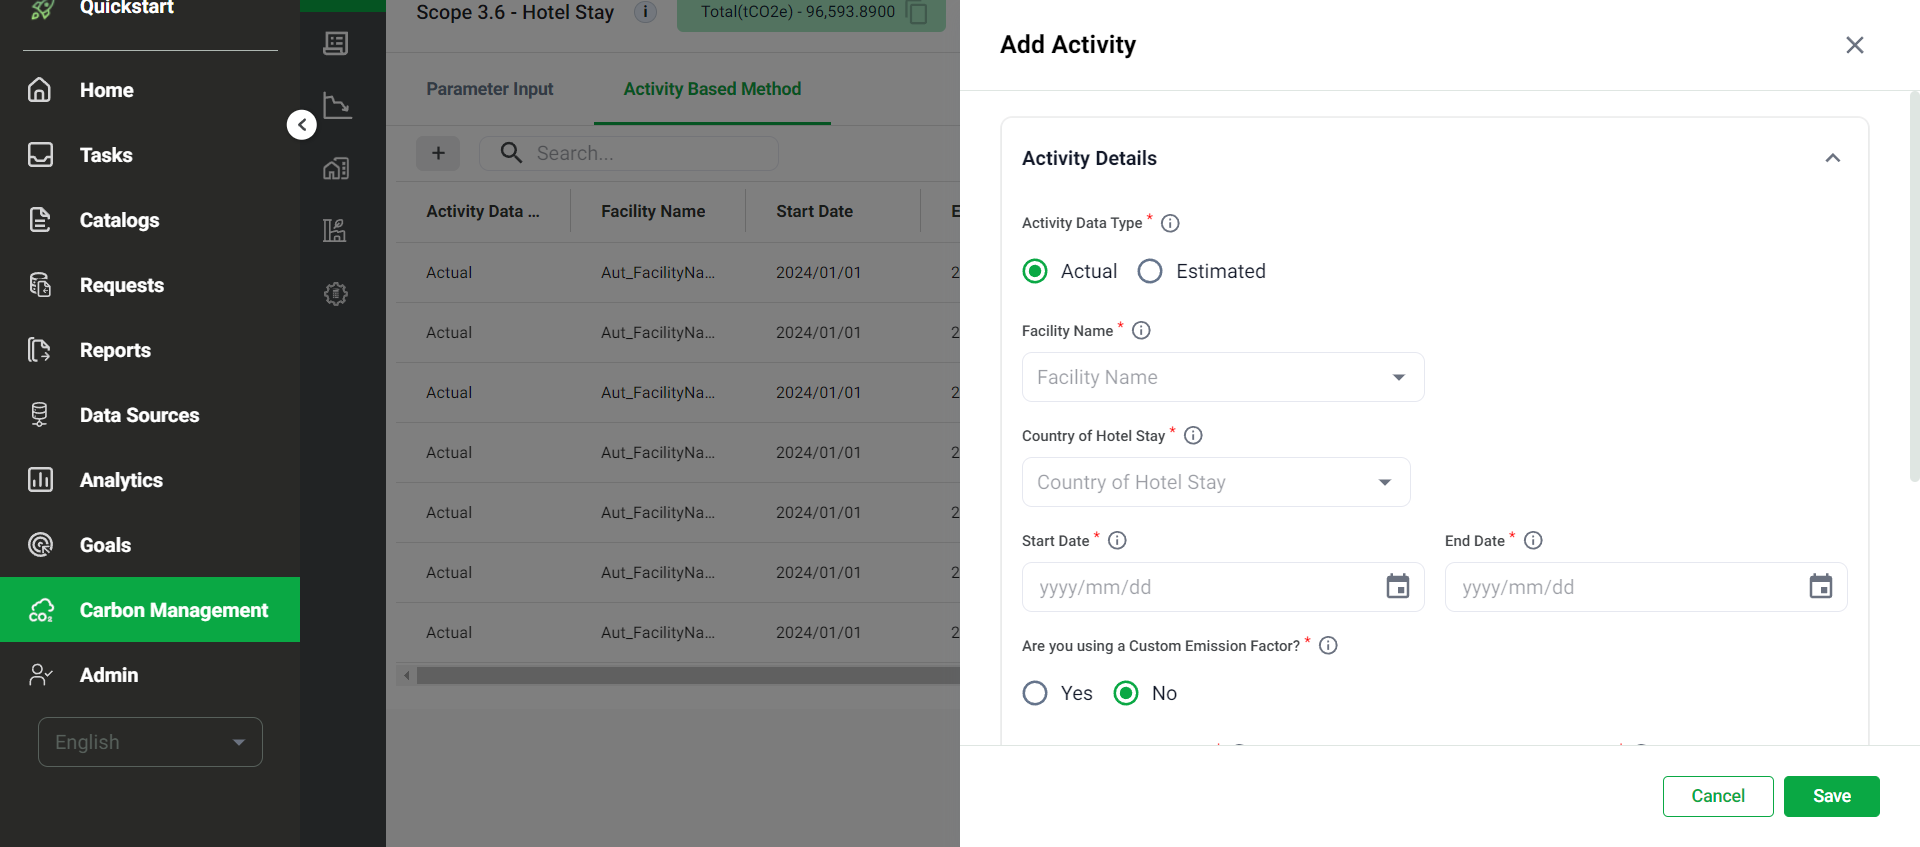 Quickstart
Home
Tasks
Catalogs
Requests
Reports
Data Sources
Analytics
Goals
Carbon Management
Admin
English
Scope 3.6 - Hotel Stay
Total(tCO2e) - 96,593.8900
Parameter Input
Activity Based Method
+
Search...
Activity Data ... Facility Name Start Date E
Actual Aut_FacilityNa... 2024/01/01 2
Actual Aut_FacilityNa... 2024/01/01 2
Actual Aut_FacilityNa... 2024/01/01 2
Actual Aut_FacilityNa... 2024/01/01 2
Actual Aut_FacilityNa... 2024/01/01 2
Actual Aut_FacilityNa... 2024/01/01 2
Actual Aut_FacilityNa... 2024/01/01 2
Add Activity
Activity Details
Activity Data Type *
Actual Estimated
Facility Name *
Facility Name
Country of Hotel Stay *
Country of Hotel Stay
Start Date * End Date *
yyyy/mm/dd yyyy/mm/dd
Are you using a Custom Emission Factor? *
Yes No
Cancel Save